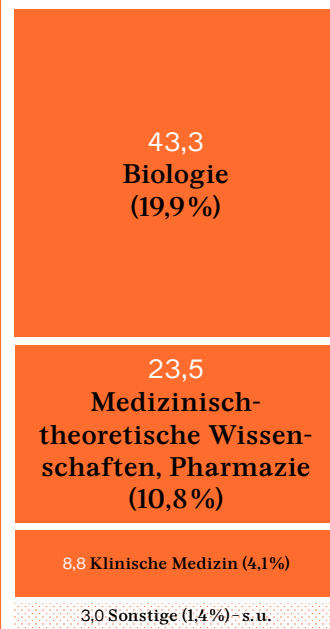 43,3
Biologie
(19,9 %)
23,5
Medizinisch-
theoretische Wissen-
schaften, Pharmazie
(10,8 %)
8,8 Klinische Medizin (4,1 %)
3,0 Sonstige (1,4 %) – s. u.